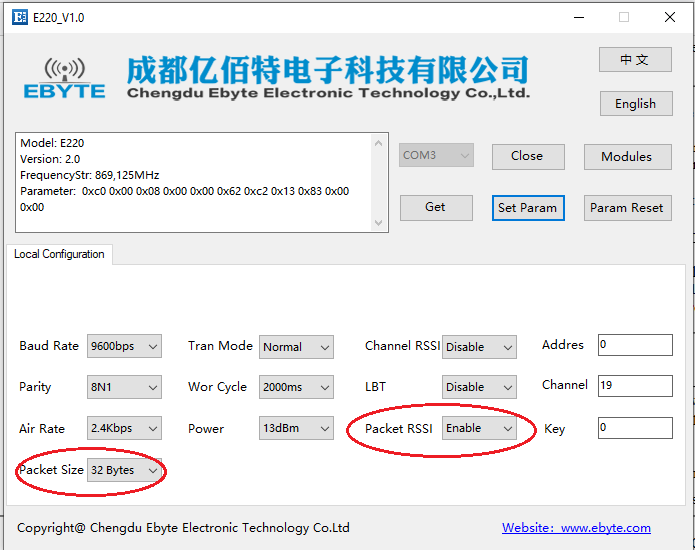 E220_V1.0
成都亿佰特电子科技有限公司
EBYTE
Chengdu Ebyte Electronic Technology Co.,Ltd.
中 文
English
Model: E220
Version: 2.0
FrequencyStr: 869,125MHz
Parameter:  0xc0 0x00 0x08 0x00 0x00 0x62 0xc2 0x13 0x83 0x00
0x00
COM3
Close
Modules
Get
Set Param
Param Reset
Local Configuration
Baud Rate 9600bps Tran Mode Normal Channel RSSI Disable Addres 0
Parity 8N1 Wor Cycle 2000ms LBT Disable Channel 19
Air Rate 2.4Kbps Power 13dBm Packet RSSI Enable Key 0
Packet Size 32 Bytes
Copyright@ Chengdu Ebyte Electronic Technology Co.Ltd Website：www.ebyte.com